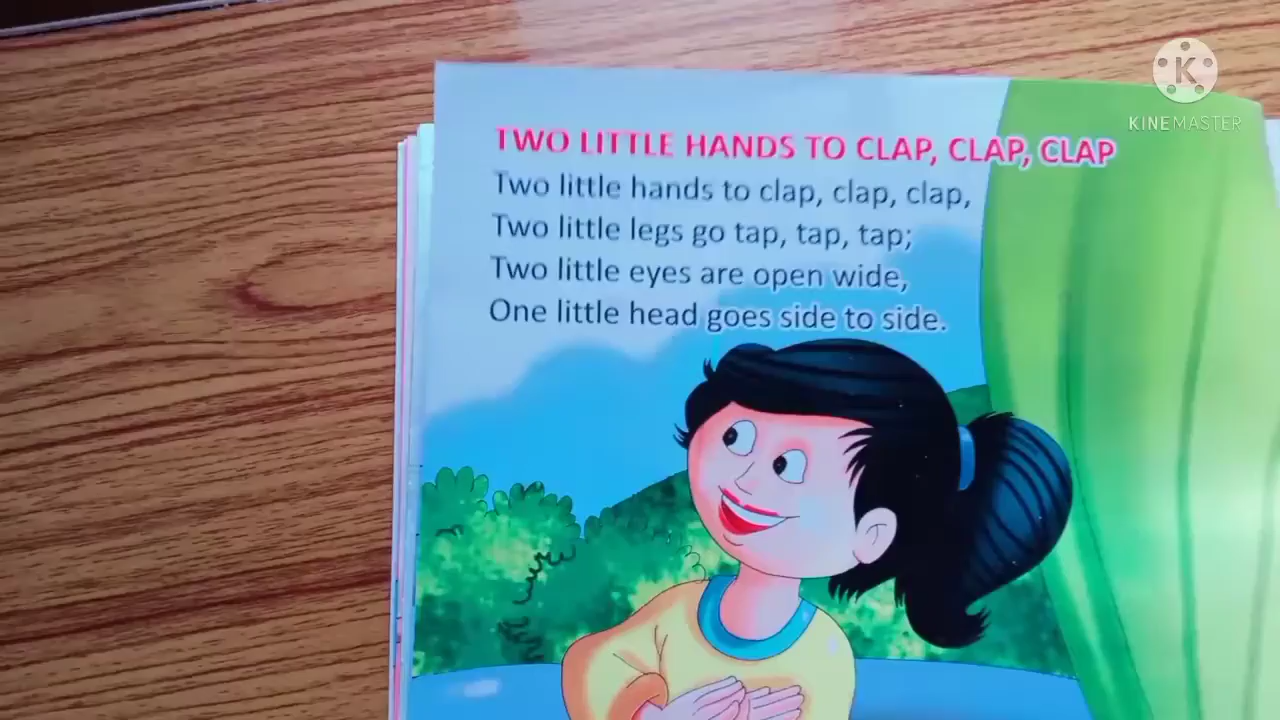 TWO LITTLE HANDS TO CLAP, CLAP, CLAP
Two little hands to clap, clap, clap,
Two little legs go tap, tap, tap;
Two little eyes are open wide,
One little head goes side to side.
K
KINEMASTER